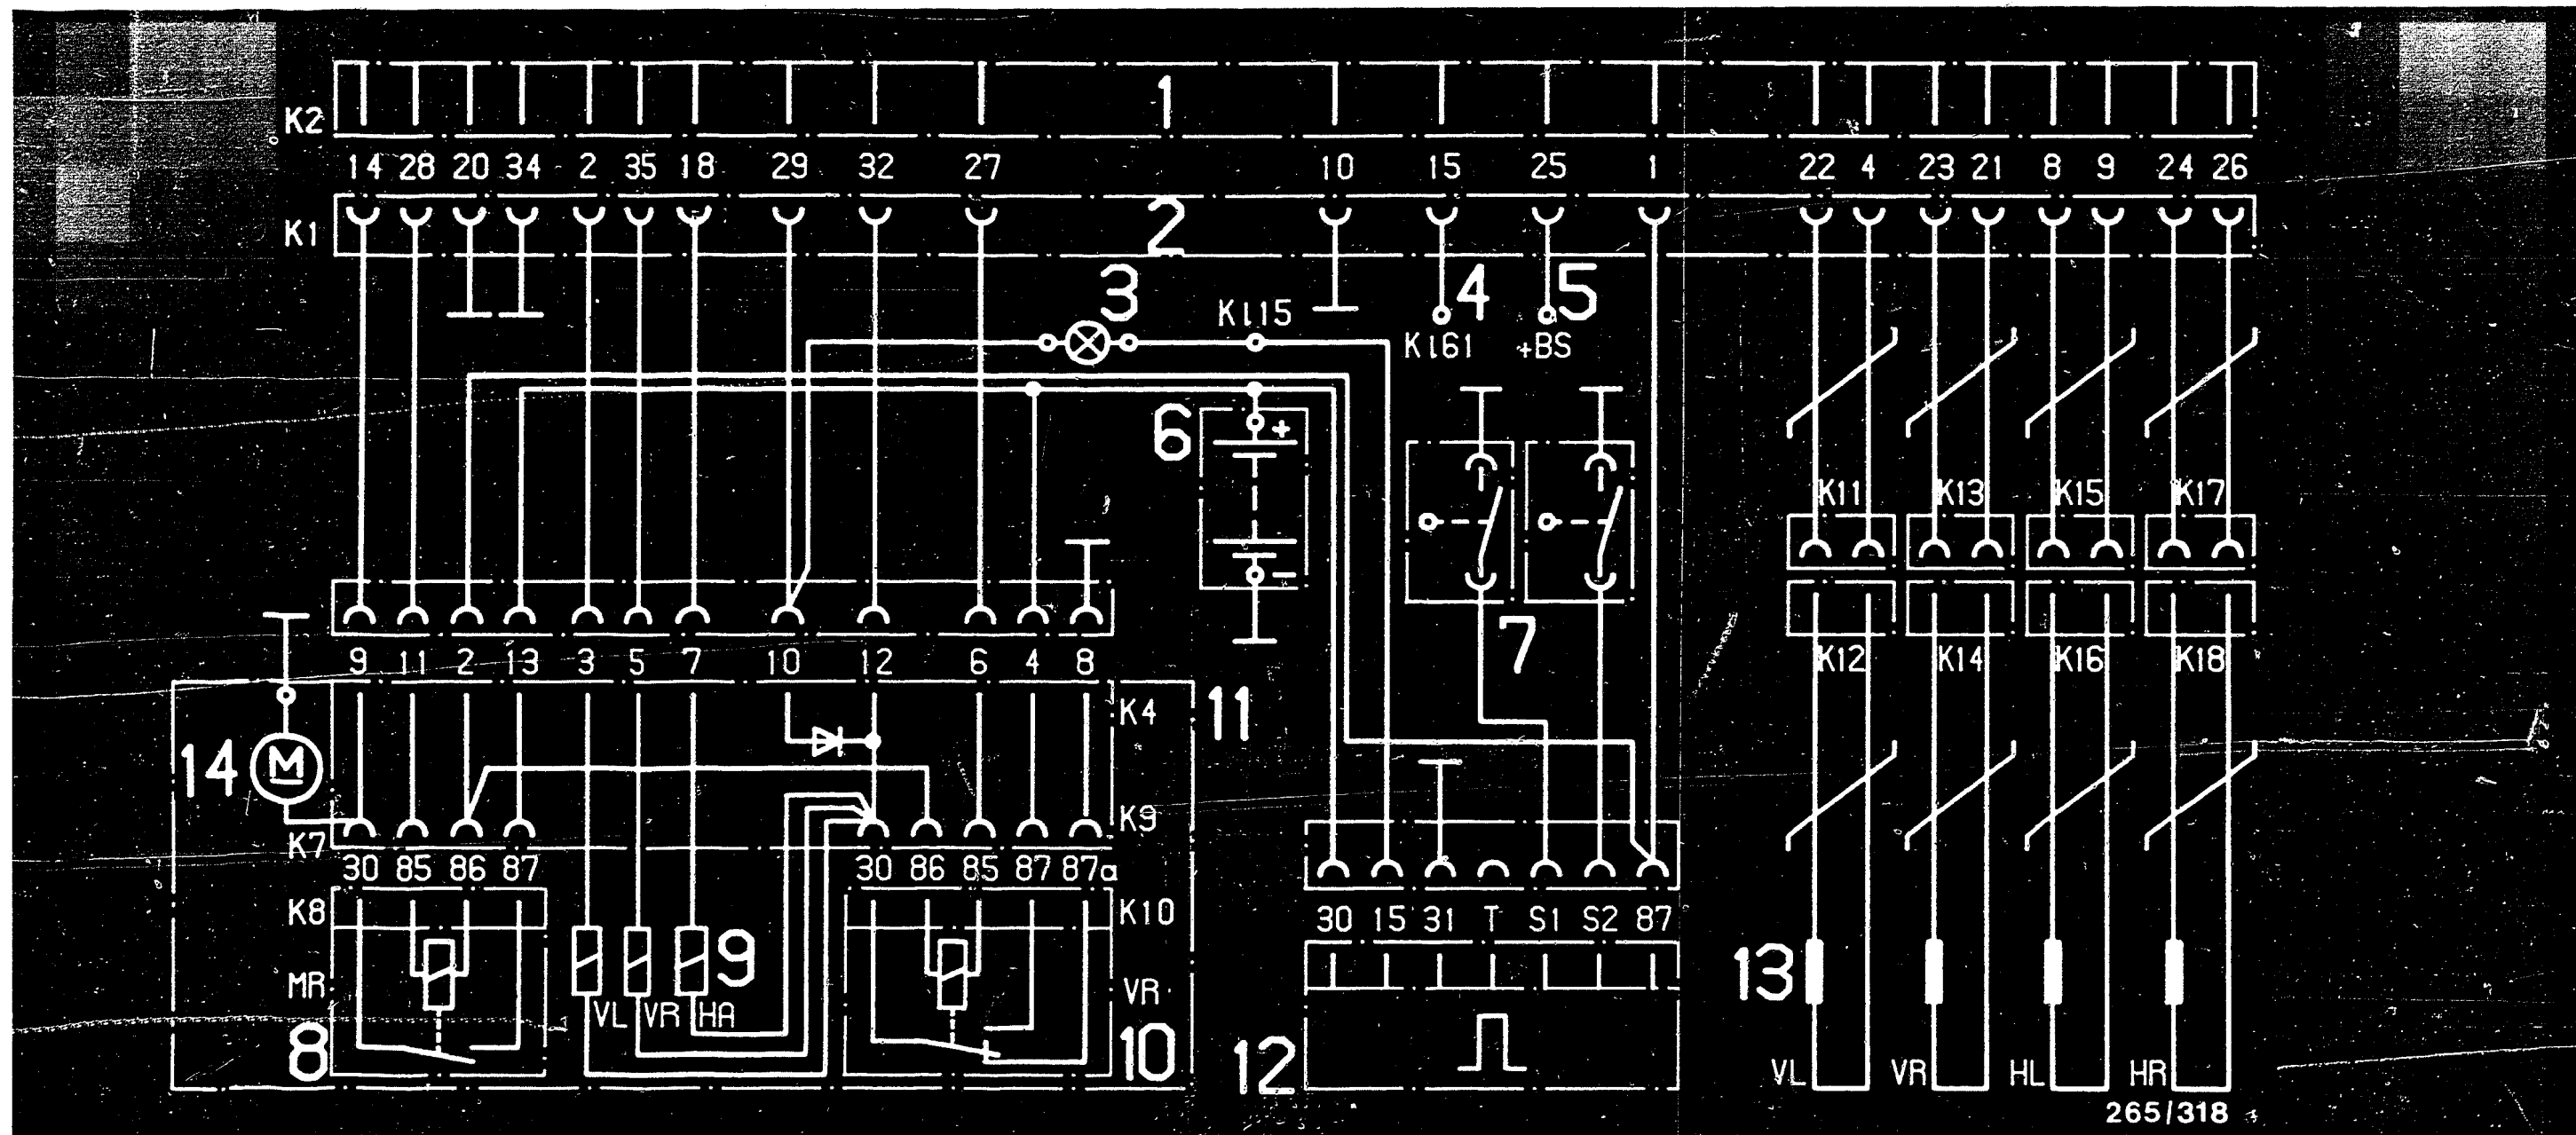 1
K2
14 28 20 34 2 35 18 29 32 27 10 15 25 1 22 4 23 21 8 9 24 26
K1
2
3
4
5
Kl15
Kl61 +BS
6
+
K11 K13 K15 K17
-
7
9 11 2 13 3 5 7 10 12 6 4 8
K12 K14 K16 K18
11
K4
14
M
K7
K9
30 85 86 87 30 86 85 87 87a
K8
K10
30 15 31 T S1 S2 87
9
13
MR
VL VR HA
VR
8
10
12
VL VR HL HR
265/318